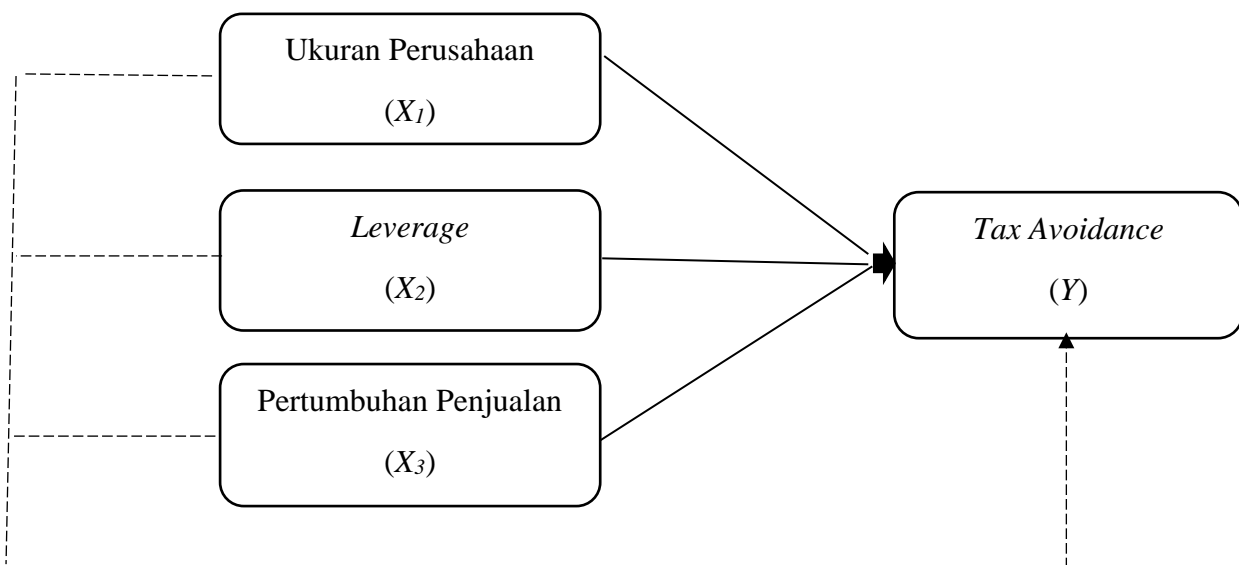 Ukuran Perusahaan
(X1)
Leverage
(X2)
Pertumbuhan Penjualan
(X3)
Tax Avoidance
(Y)